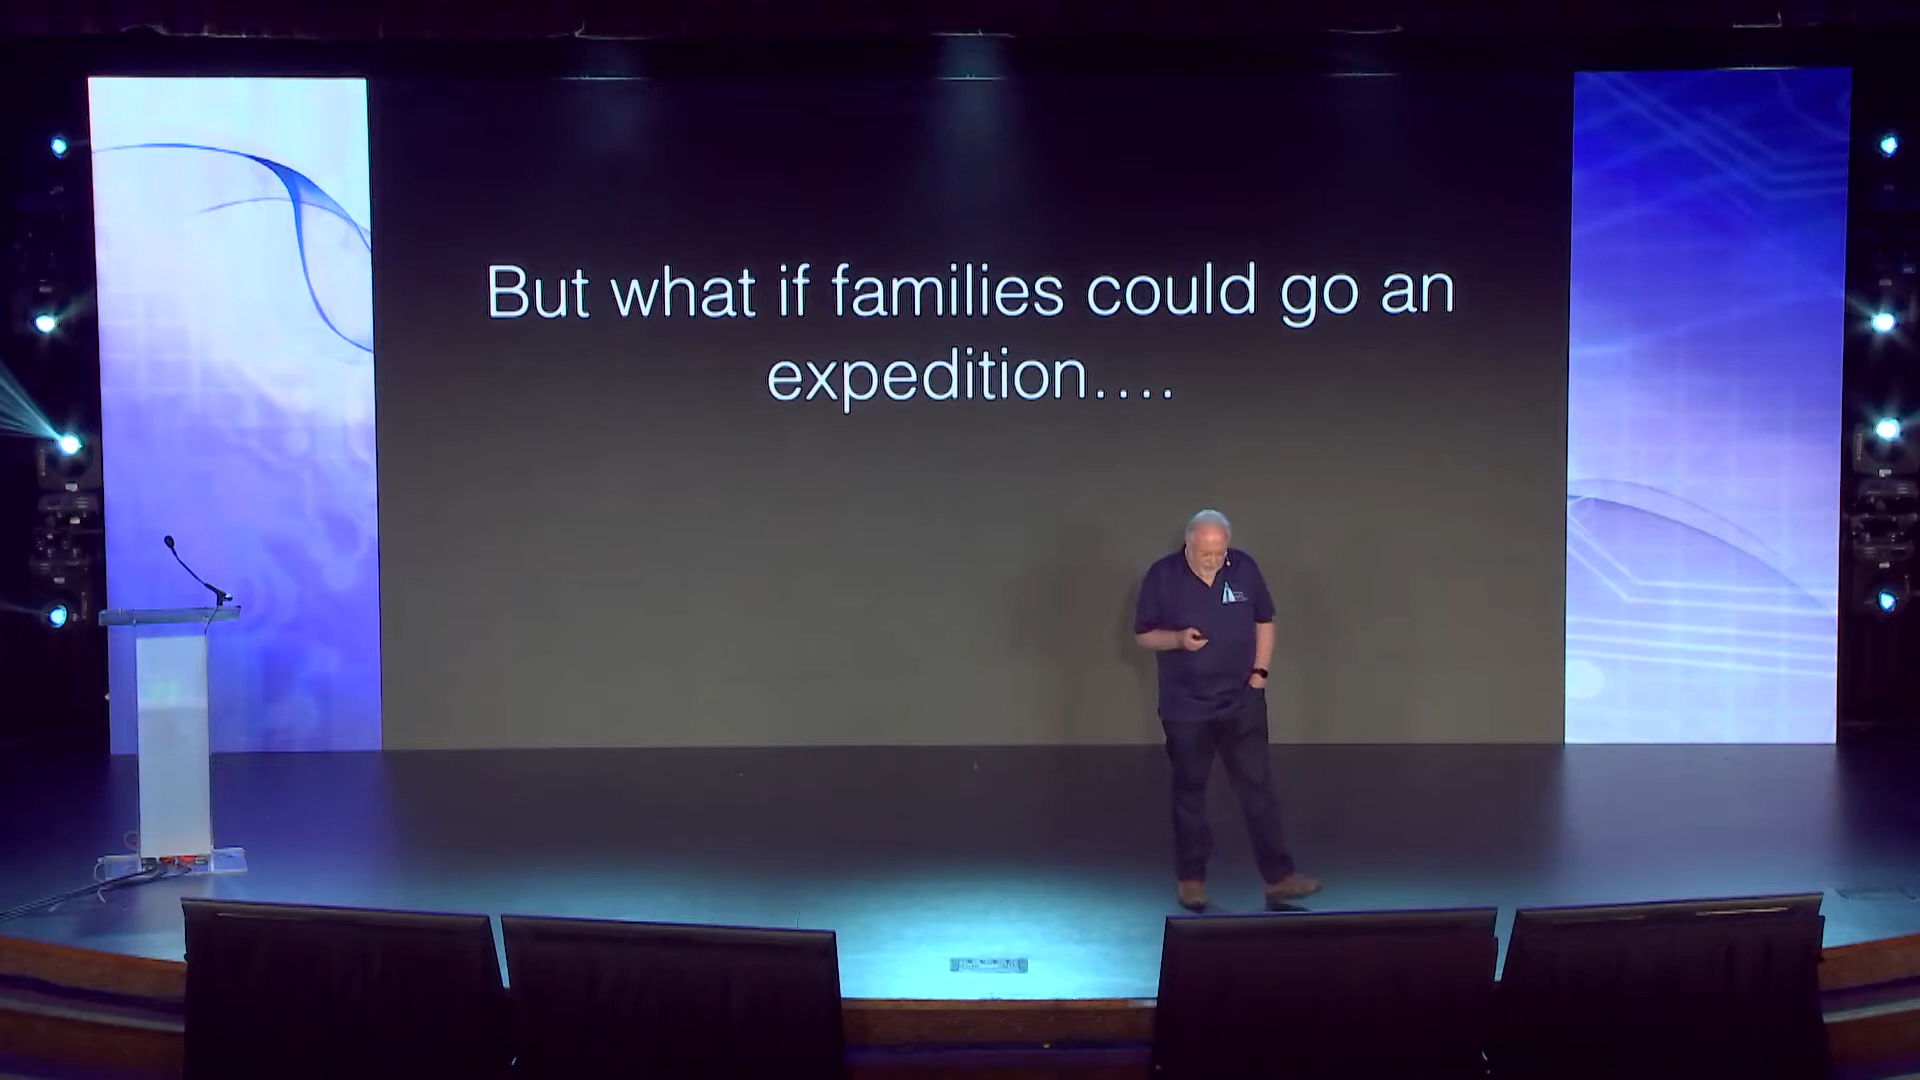 But what if families could go an
expedition....